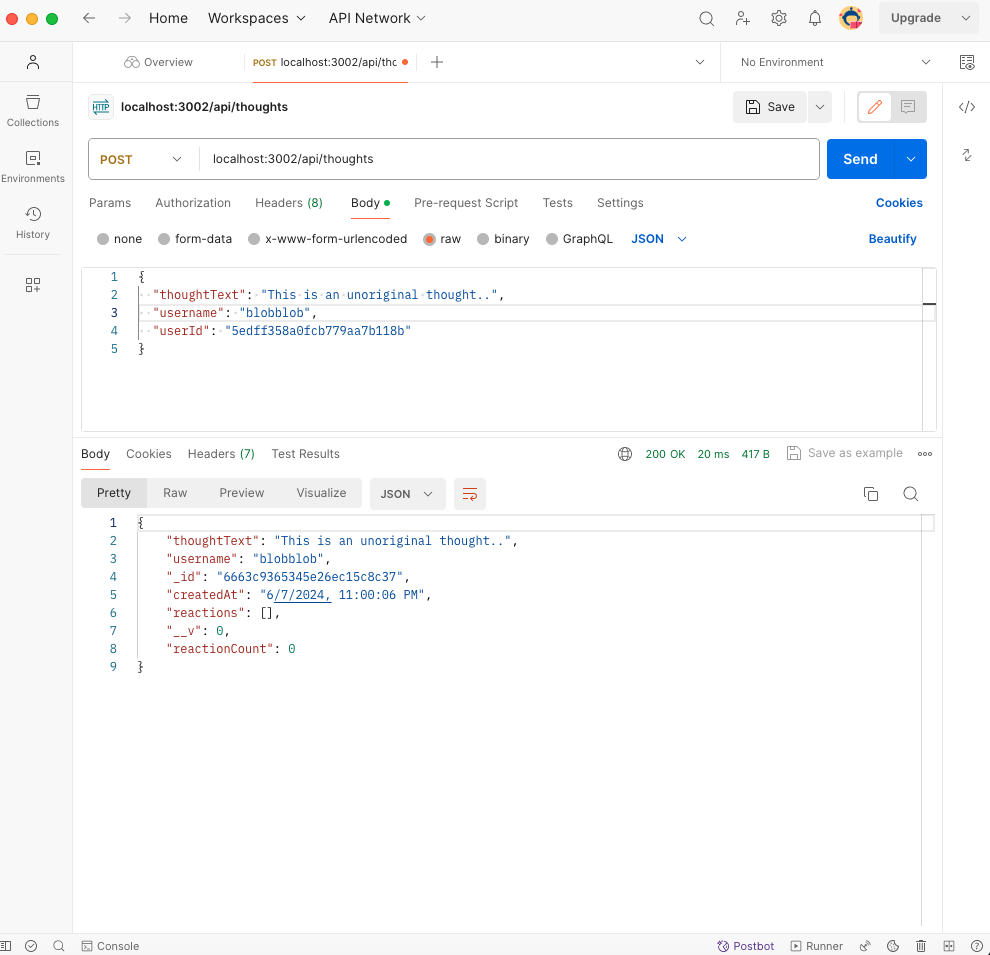 Home Workspaces API Network Upgrade
Overview POST localhost:3002/api/thc No Environment
HTTP localhost:3002/api/thoughts Save
Collections
POST localhost:3002/api/thoughts Send
Environments
Params Authorization Headers (8) Body Pre-request Script Tests Settings Cookies
History
none form-data x-www-form-urlencoded raw binary GraphQL JSON Beautify
1 {
2 "thoughtText": "This is an unoriginal thought..",
3 "username": "blobblob",
4 "userId": "5edff358a0fcb779aa7b118b"
5 }
Body Cookies Headers (7) Test Results 200 OK 20 ms 417 B Save as example
Pretty Raw Preview Visualize JSON
1 {
2 "thoughtText": "This is an unoriginal thought..",
3 "username": "blobblob",
4 "_id": "6663c9365345e26ec15c8c37",
5 "createdAt": "6/7/2024, 11:00:06 PM",
6 "reactions": [],
7 "__v": 0,
8 "reactionCount": 0
9 }
Console Postbot Runner